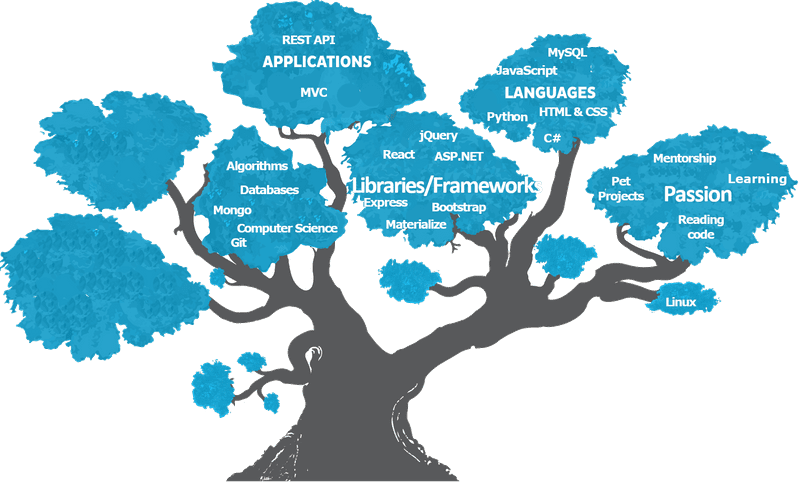 REST API
APPLICATIONS
MVC
MySQL
JavaScript
LANGUAGES
Python
HTML & CSS
C#
Algorithms
Databases
Mongo
Computer Science
Git
jQuery
React
ASP.NET
Libraries/Frameworks
Express
Bootstrap
Materialize
Mentorship
Learning
Pet
Projects
Passion
Reading
code
Linux